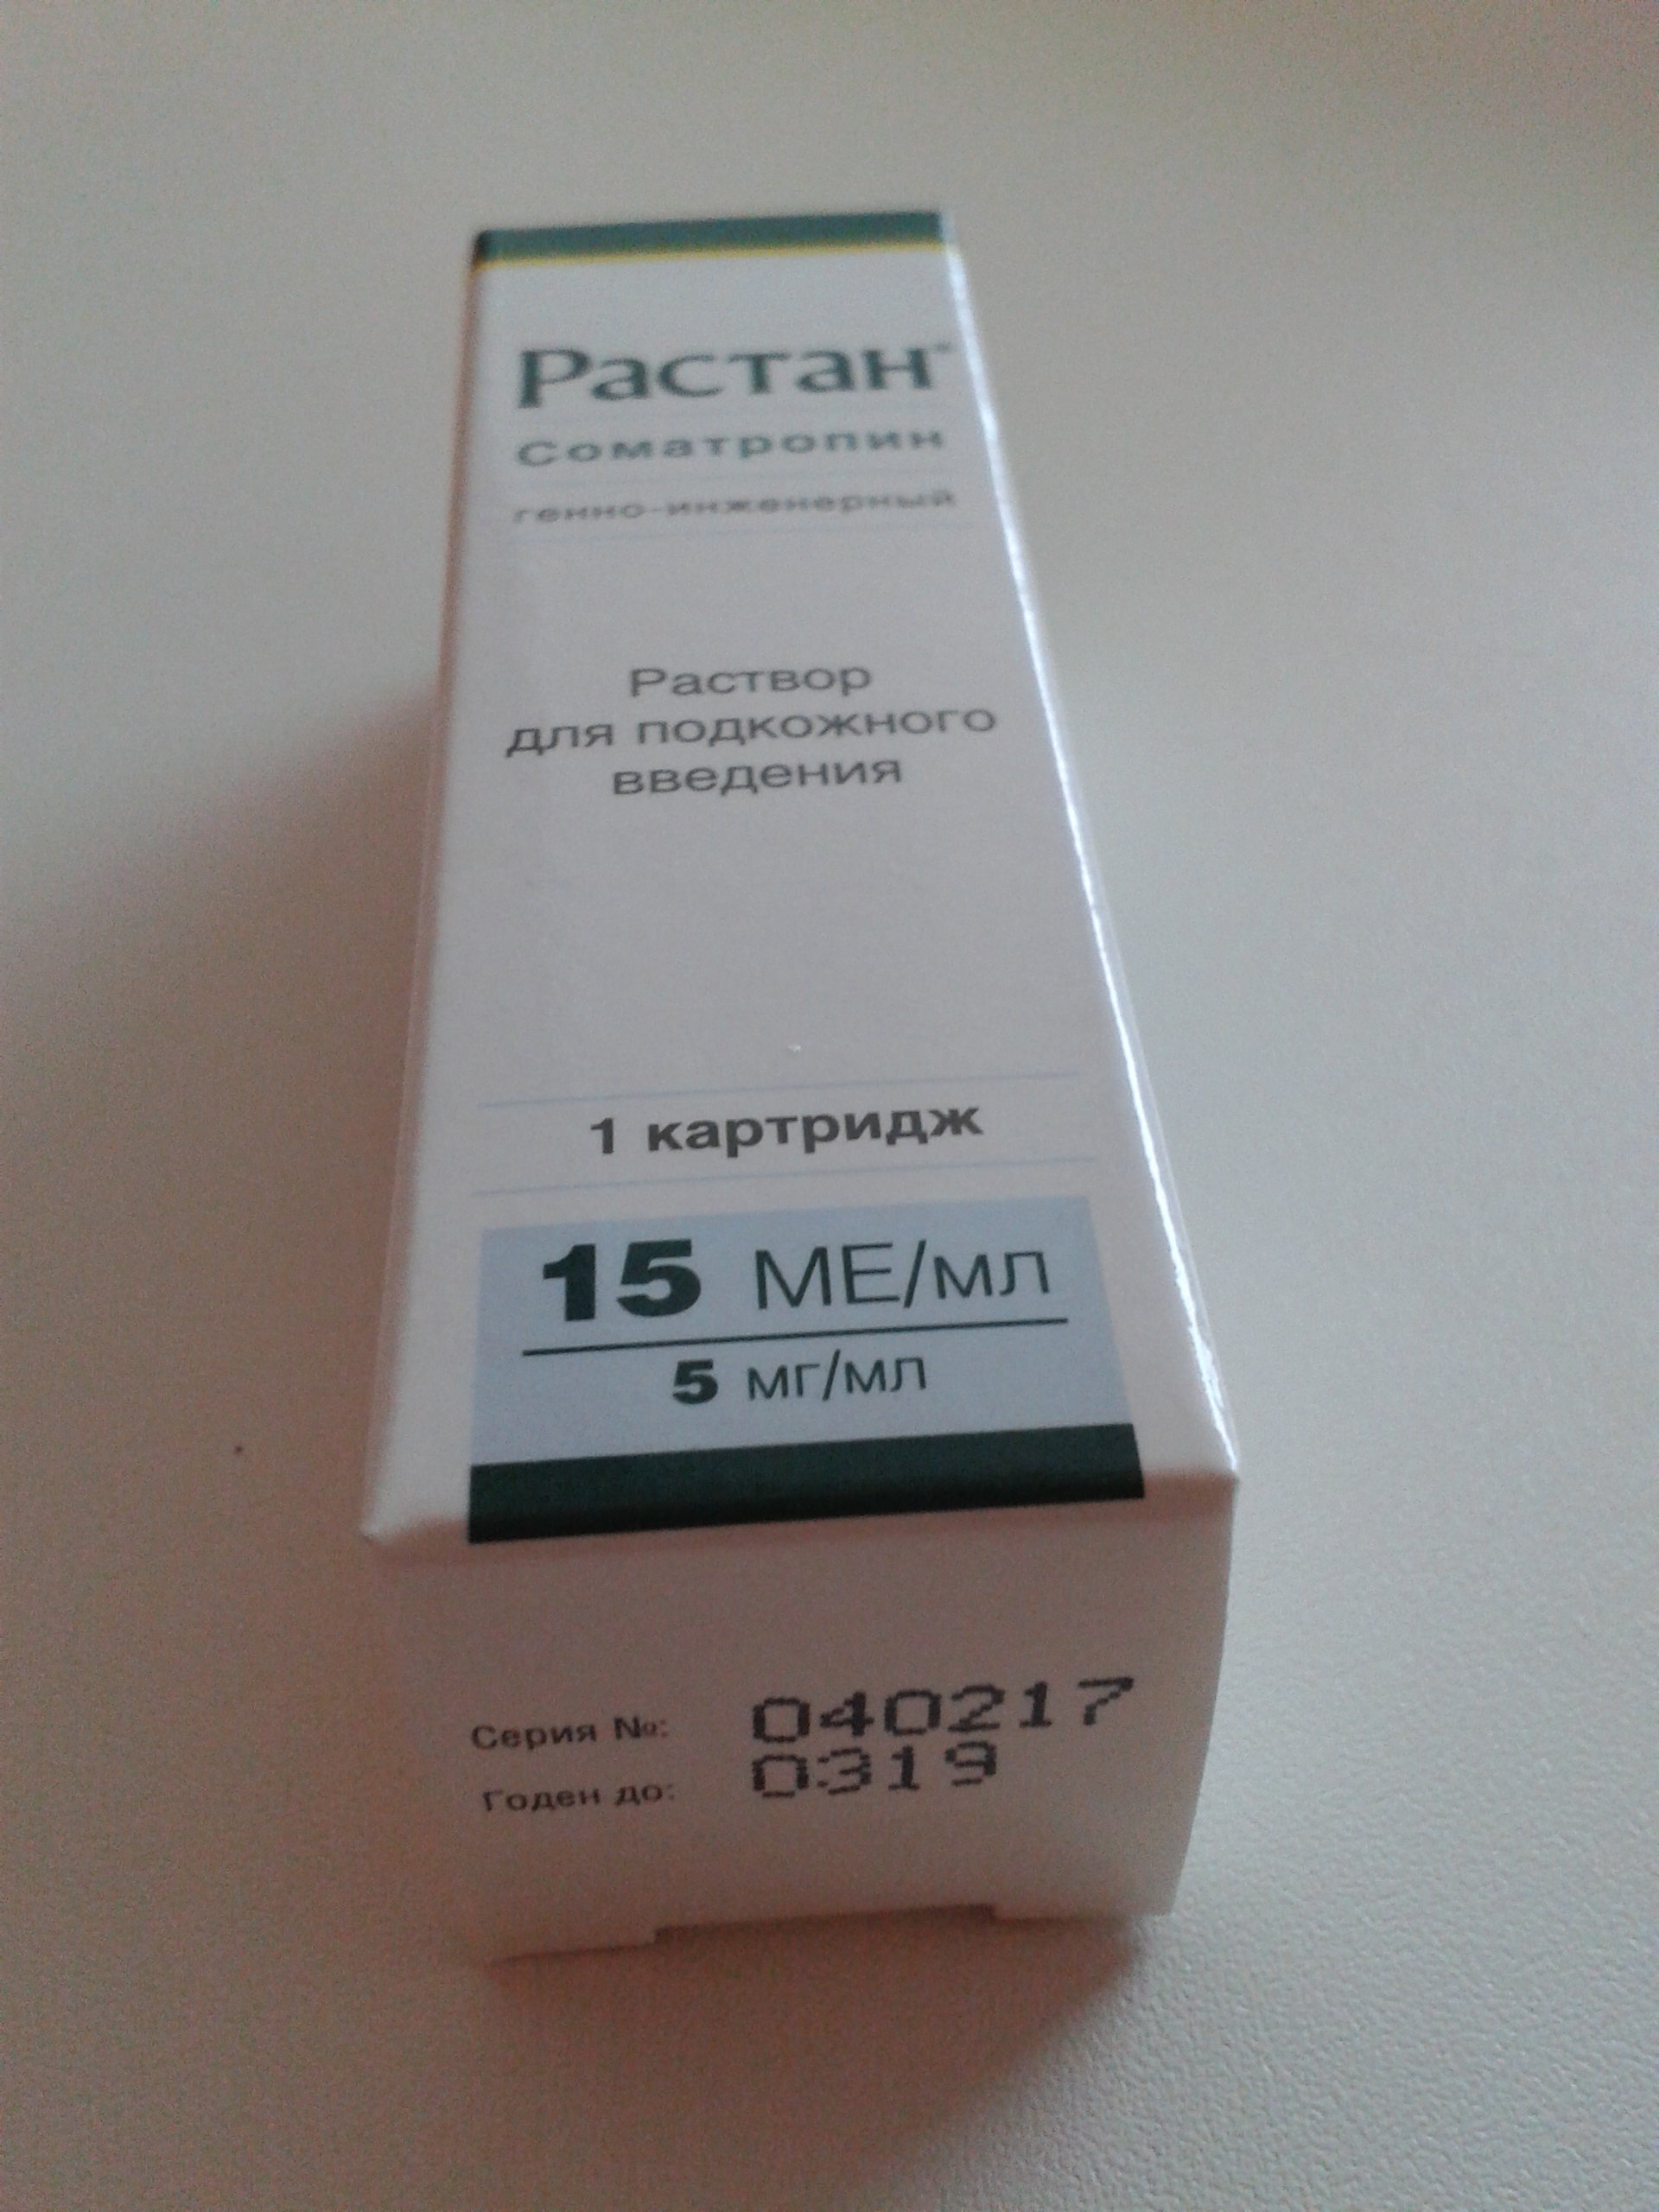 Растан®
Соматропин
генно-инженерный
Раствор
для подкожного
введения
1 картридж
15 МЕ/мл
5 мг/мл
Серия №: 040217
Годен до: 0319